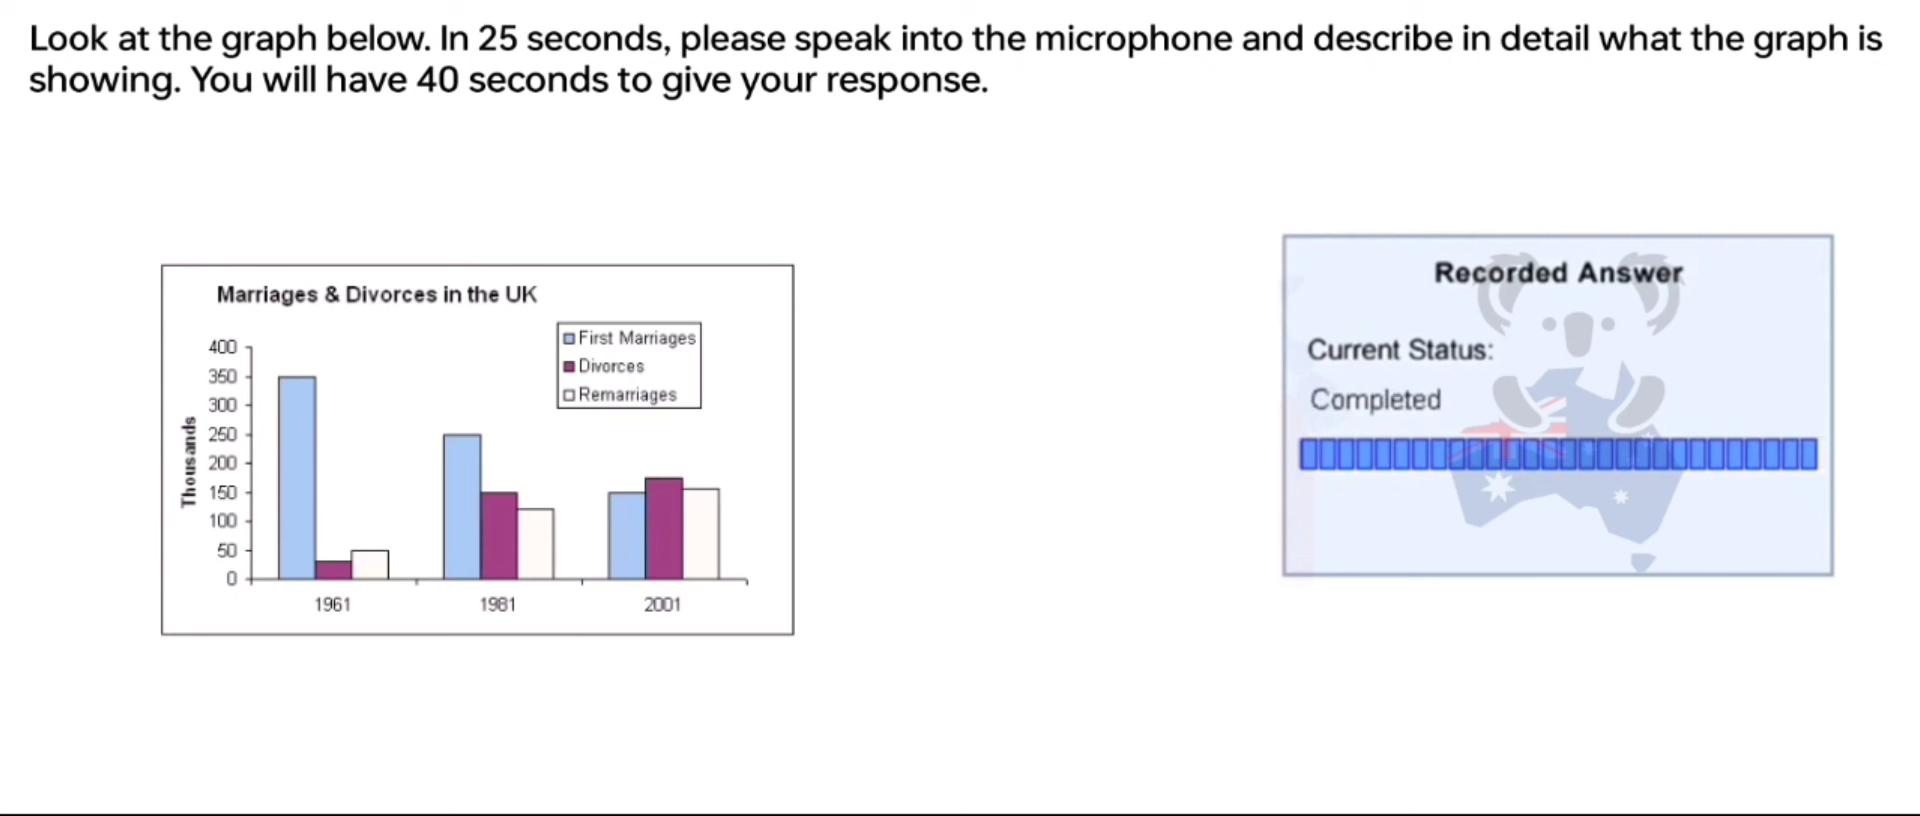 Look at the graph below. In 25 seconds, please speak into the microphone and describe in detail what the graph is
showing. You will have 40 seconds to give your response.
Marriages & Divorces in the UK
First Marriages
Divorces
Remarriages
Thousands
400
350
300
250
200
150
100
50
0
1961
1981
2001
Recorded Answer
Current Status:
Completed